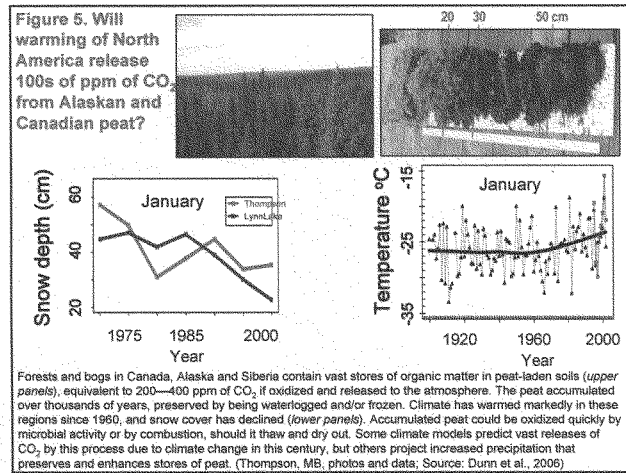 Figure 5. Will
warming of North
America release
100s of ppm of CO2
from Alaskan and
Canadian peat?
20 30 50 cm
January
Thompson
LynnLake
Snow depth (cm)
60
40
20
1975 1985 2000
Year
January
Temperature ºC
-15
-25
-35
1920 1960 2000
Year
Forests and bogs in Canada, Alaska and Siberia contain vast stores of organic matter in peat-laden soils (upper
panels), equivalent to 200—400 ppm of CO2 if oxidized and released to the atmosphere. The peat accumulated
over thousands of years, preserved by being waterlogged and/or frozen. Climate has warmed markedly in these
regions since 1960, and snow cover has declined (lower panels). Accumulated peat could be oxidized quickly by
microbial activity or by combustion, should it thaw and dry out. Some climate models predict vast releases of
CO2 by this process due to climate change in this century, but others project increased precipitation that
preserves and enhances stores of peat. (Thompson, MB, photos and data; Source: Dunn et al., 2006)